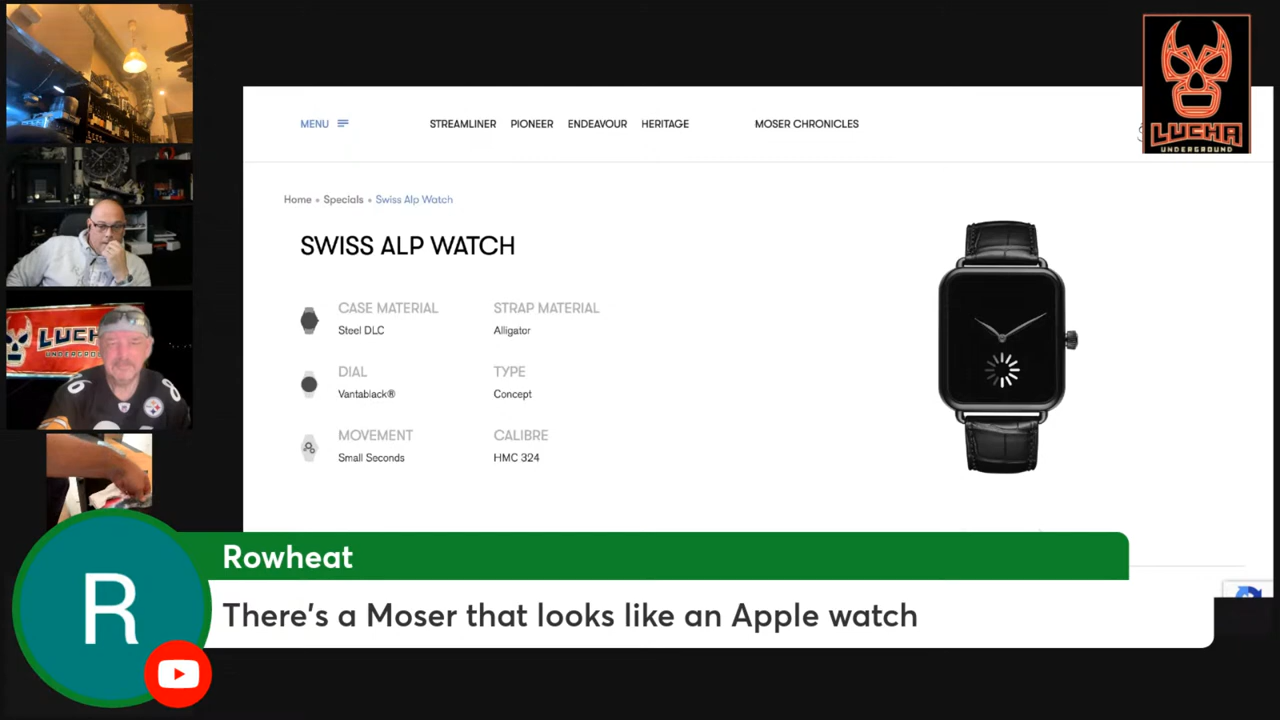 LUCHA
UNDERGROUND
MENU
STREAMLINER PIONEER ENDEAVOUR HERITAGE MOSER CHRONICLES
Home • Specials • Swiss Alp Watch
SWISS ALP WATCH
CASE MATERIAL
Steel DLC
STRAP MATERIAL
Alligator
DIAL
Vantablack®
TYPE
Concept
MOVEMENT
Small Seconds
CALIBRE
HMC 324
R
Rowheat
There's a Moser that looks like an Apple watch